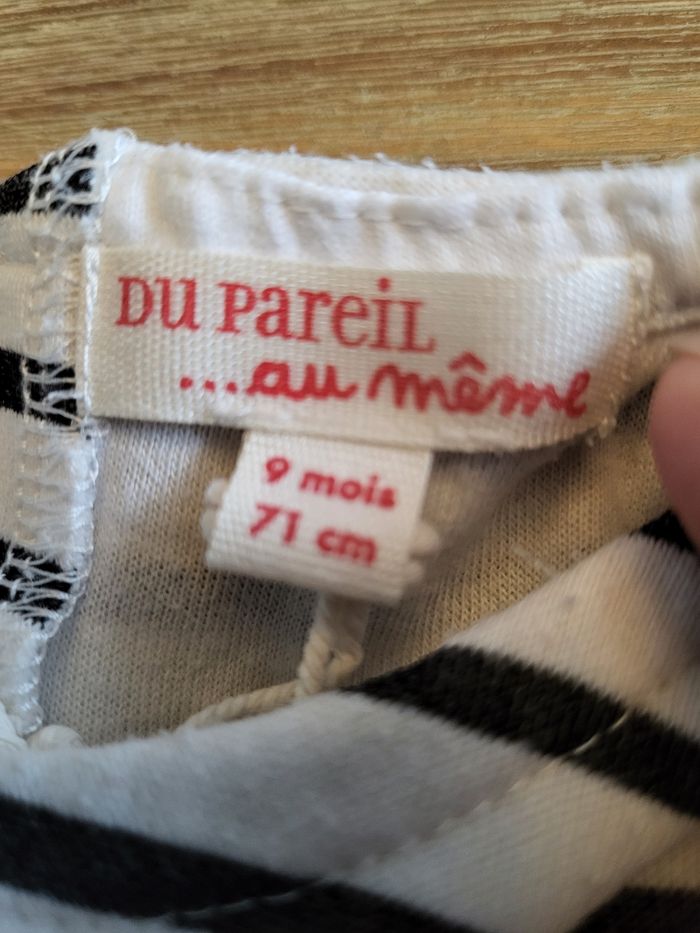 DU PAREIL
...au même
9 mois
71 cm